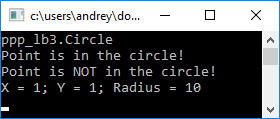 c:\users\andrey\do...
ppp_lb3.Circle
Point is in the circle!
Point is NOT in the circle!
X = 1; Y = 1; Radius = 10